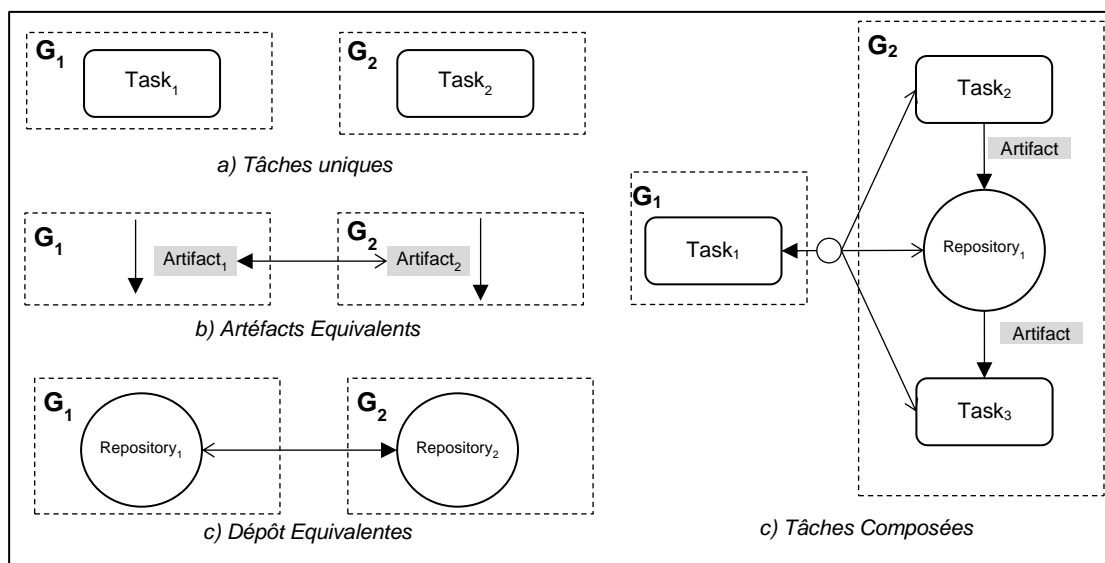 G1
Task1
G2
Task2
a) Tâches uniques
G1
Artifact1
G2
Artifact2
b) Artéfacts Equivalents
G1
Repository1
G2
Repository2
c) Dépôt Equivalentes
G2
Task2
Artifact
G1
Task1
Repository1
Artifact
Task3
c) Tâches Composées